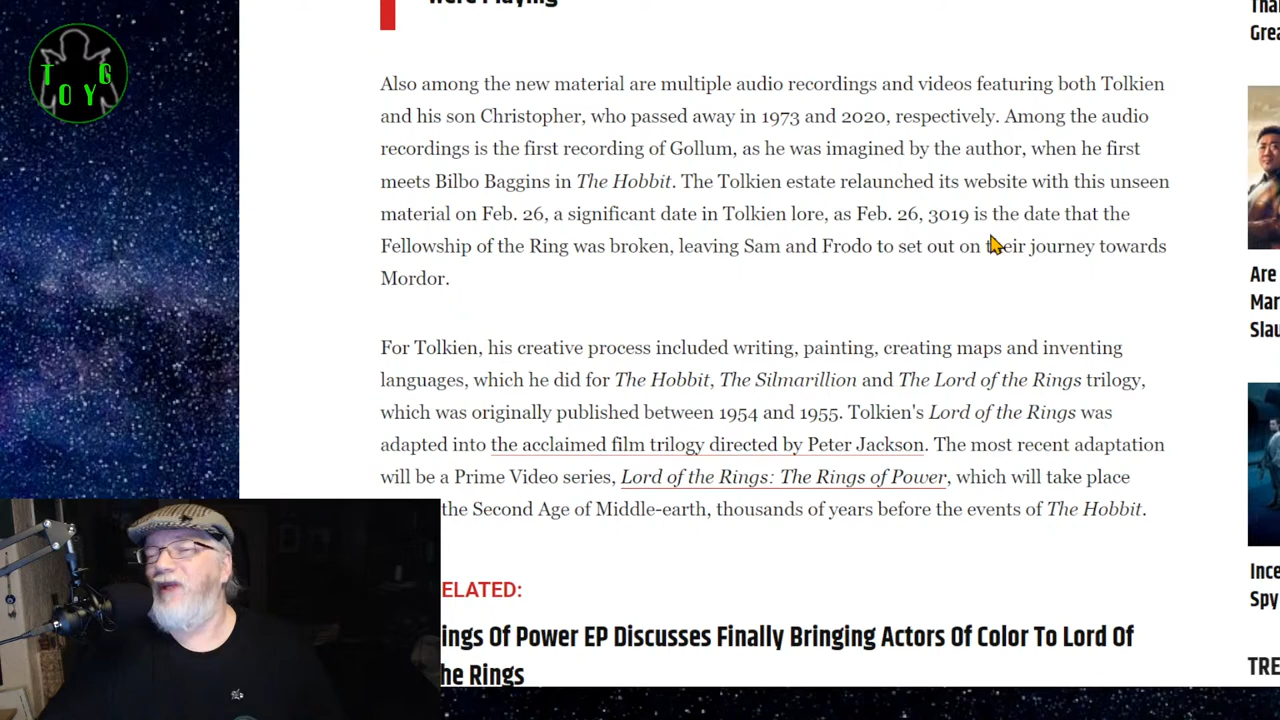 Were Playing
Than
Grea
T
G
O
Y
Also among the new material are multiple audio recordings and videos featuring both Tolkien
and his son Christopher, who passed away in 1973 and 2020, respectively. Among the audio
recordings is the first recording of Gollum, as he was imagined by the author, when he first
meets Bilbo Baggins in The Hobbit. The Tolkien estate relaunched its website with this unseen
material on Feb. 26, a significant date in Tolkien lore, as Feb. 26, 3019 is the date that the
Fellowship of the Ring was broken, leaving Sam and Frodo to set out on their journey towards
Mordor.
Are
Mar
Slau
For Tolkien, his creative process included writing, painting, creating maps and inventing
languages, which he did for The Hobbit, The Silmarillion and The Lord of the Rings trilogy,
which was originally published between 1954 and 1955. Tolkien's Lord of the Rings was
adapted into the acclaimed film trilogy directed by Peter Jackson. The most recent adaptation
will be a Prime Video series, Lord of the Rings: The Rings of Power, which will take place
the Second Age of Middle-earth, thousands of years before the events of The Hobbit.
Ince
Spy
ELATED:
ings Of Power EP Discusses Finally Bringing Actors Of Color To Lord Of
he Rings
TRE